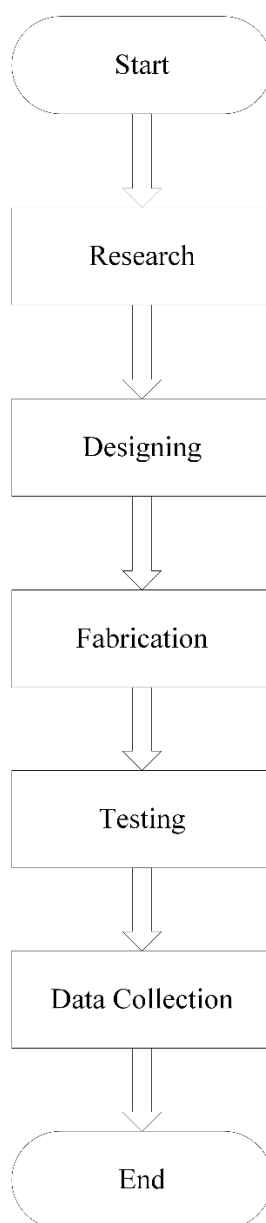 Start
Research
Designing
Fabrication
Testing
Data Collection
End